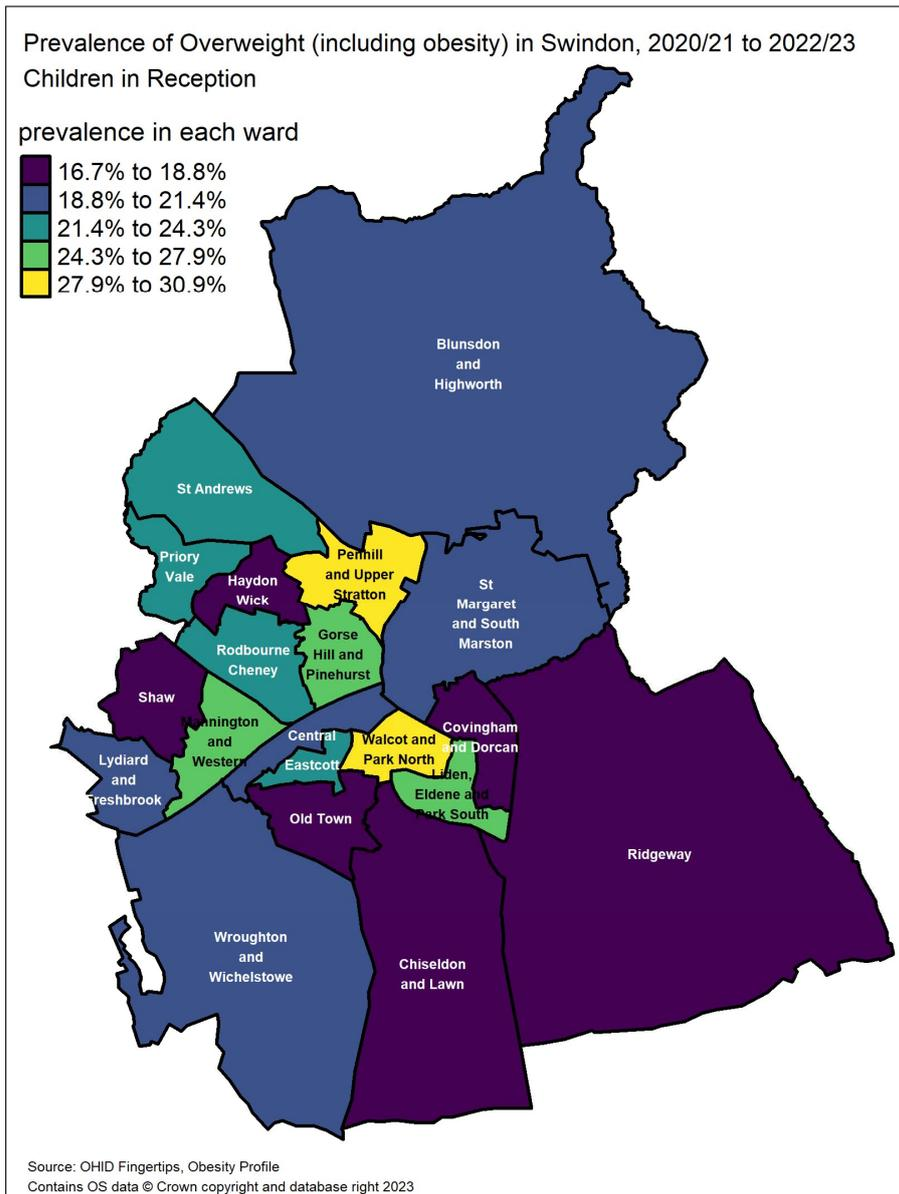 Prevalence of Overweight (including obesity) in Swindon, 2020/21 to 2022/23
Children in Reception
prevalence in each ward
16.7% to 18.8%
18.8% to 21.4%
21.4% to 24.3%
24.3% to 27.9%
27.9% to 30.9%
Blunsdon
and
Highworth
St Andrews
Priory
Vale
Haydon
Wick
Penhill
and Upper
Stratton
St
Margaret
and South
Marston
Gorse
Hill and
Pinehurst
Rodbourne
Cheney
Shaw
Mannington
and
Western
Covingham
and Dorcan
Central
Walcot and
Park North
Eastcott
Lydiard
and
Freshbrook
Liden,
Eldene and
Park South
Old Town
Ridgeway
Wroughton
and
Wichelstowe
Chiseldon
and Lawn
Source: OHID Fingertips, Obesity Profile
Contains OS data © Crown copyright and database right 2023